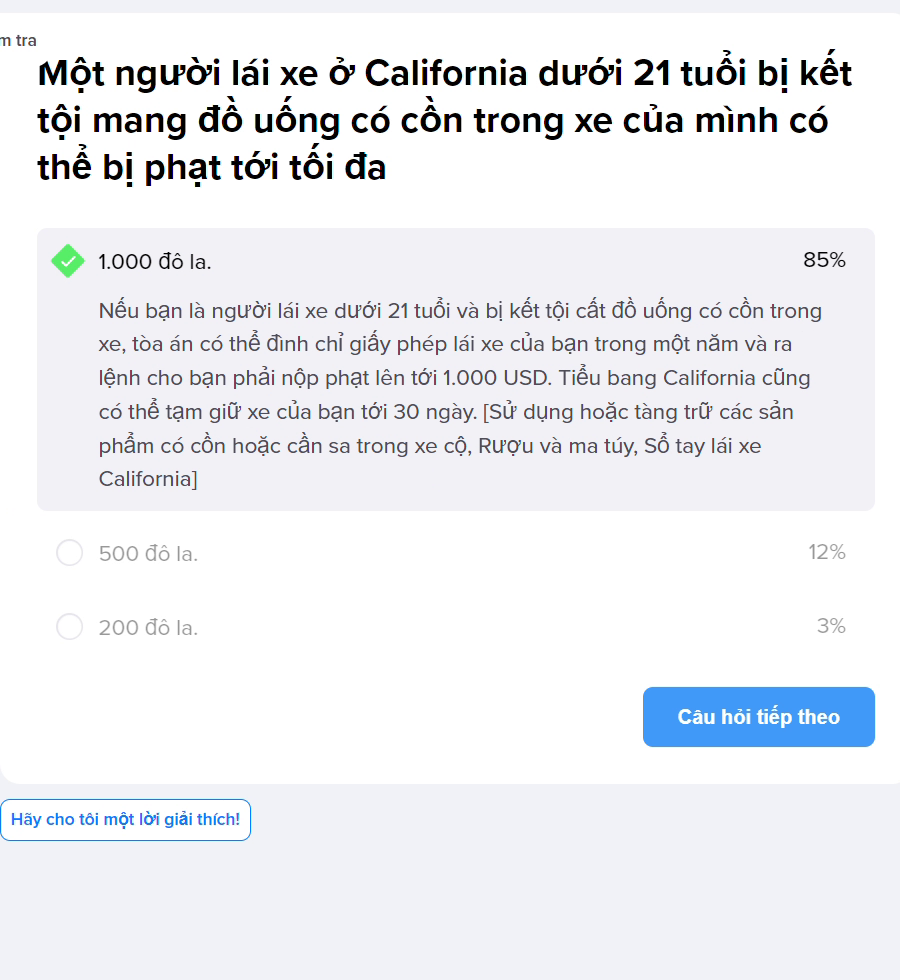 m tra
Một người lái xe ở California dưới 21 tuổi bị kết
tội mang đồ uống có cồn trong xe của mình có
thể bị phạt tới tối đa
1.000 đô la.
85%
Nếu bạn là người lái xe dưới 21 tuổi và bị kết tội cất đồ uống có cồn trong
xe, tòa án có thể đình chỉ giấy phép lái xe của bạn trong một năm và ra
lệnh cho bạn phải nộp phạt lên tới 1.000 USD. Tiểu bang California cũng
có thể tạm giữ xe của bạn tới 30 ngày. [Sử dụng hoặc tàng trữ các sản
phẩm có cồn hoặc cần sa trong xe cộ, Rượu và ma túy, Sổ tay lái xe
California]
500 đô la.
12%
200 đô la.
3%
Câu hỏi tiếp theo
Hãy cho tôi một lời giải thích!